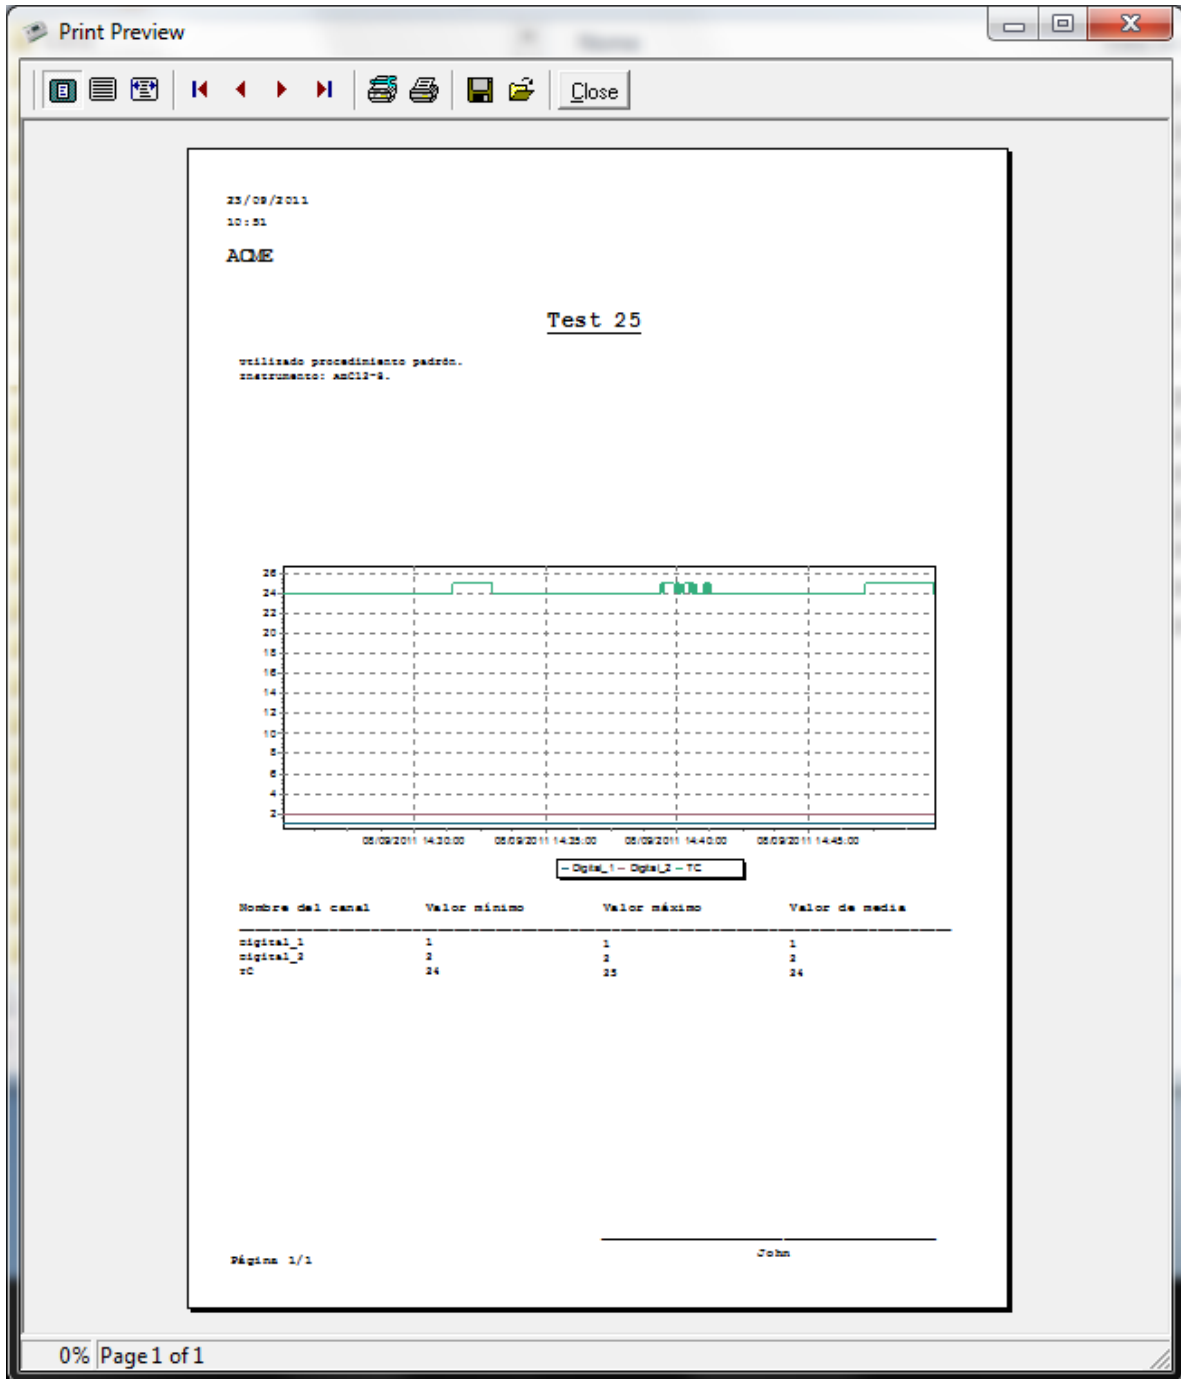 Print Preview
Close
23/09/2011
10:51
ACME
Test 25
Utilizado procedimiento padrón.
Instrumento:
26
24
22
20
18
16
14
12
10
8
6
4
2
08/09/2011 14:30:00 08/09/2011 14:35:00 08/09/2011 14:40:00 08/09/2011 14:45:00
Digital_1 Digital_2 TC
Nombre del canal Valor mínimo Valor máximo Valor de media
Digital_1 1 1 1
Digital_2 2 2 2
TC 24 25 24
John
Página 1/1
0% Page 1 of 1